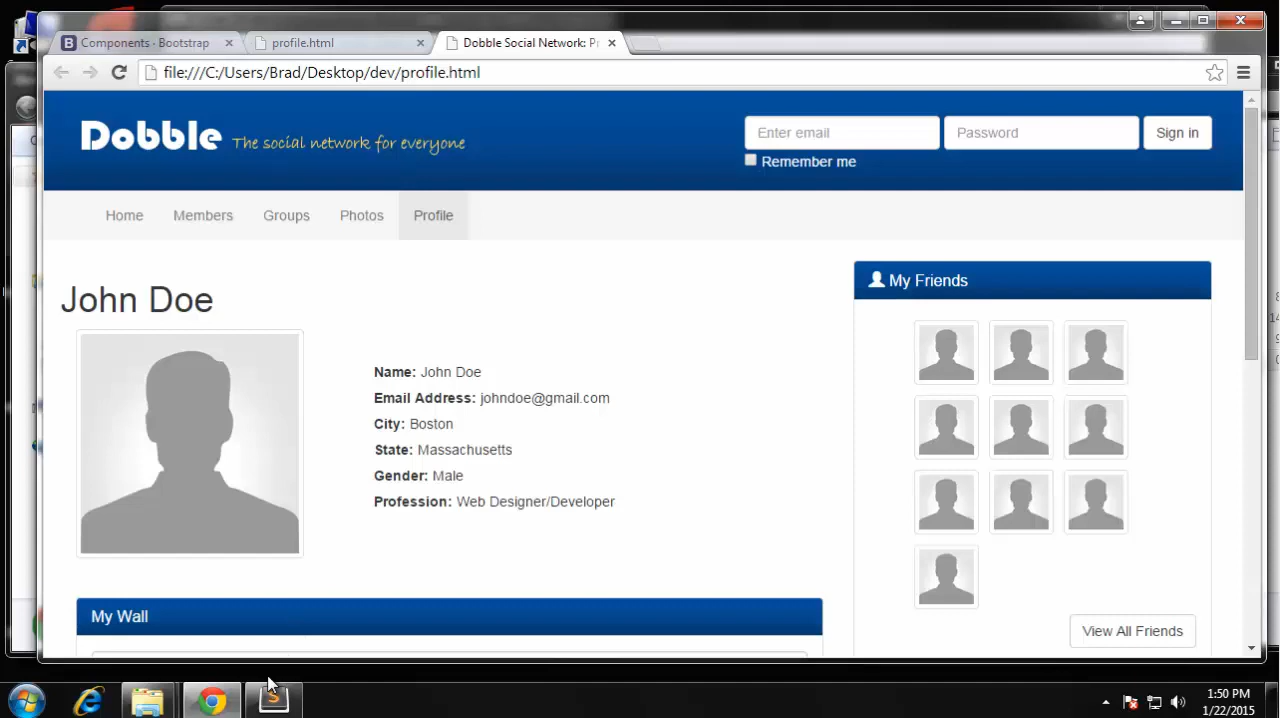 Components · Bootstrap
profile.html
Dobble Social Network: P
file:///C:/Users/Brad/Desktop/dev/profile.html
Dobble The social network for everyone
Enter email
Password
Sign in
Remember me
Home
Members
Groups
Photos
Profile
John Doe
Name: John Doe
Email Address: johndoe@gmail.com
City: Boston
State: Massachusetts
Gender: Male
Profession: Web Designer/Developer
My Wall
My Friends
View All Friends
1:50 PM
1/22/2015